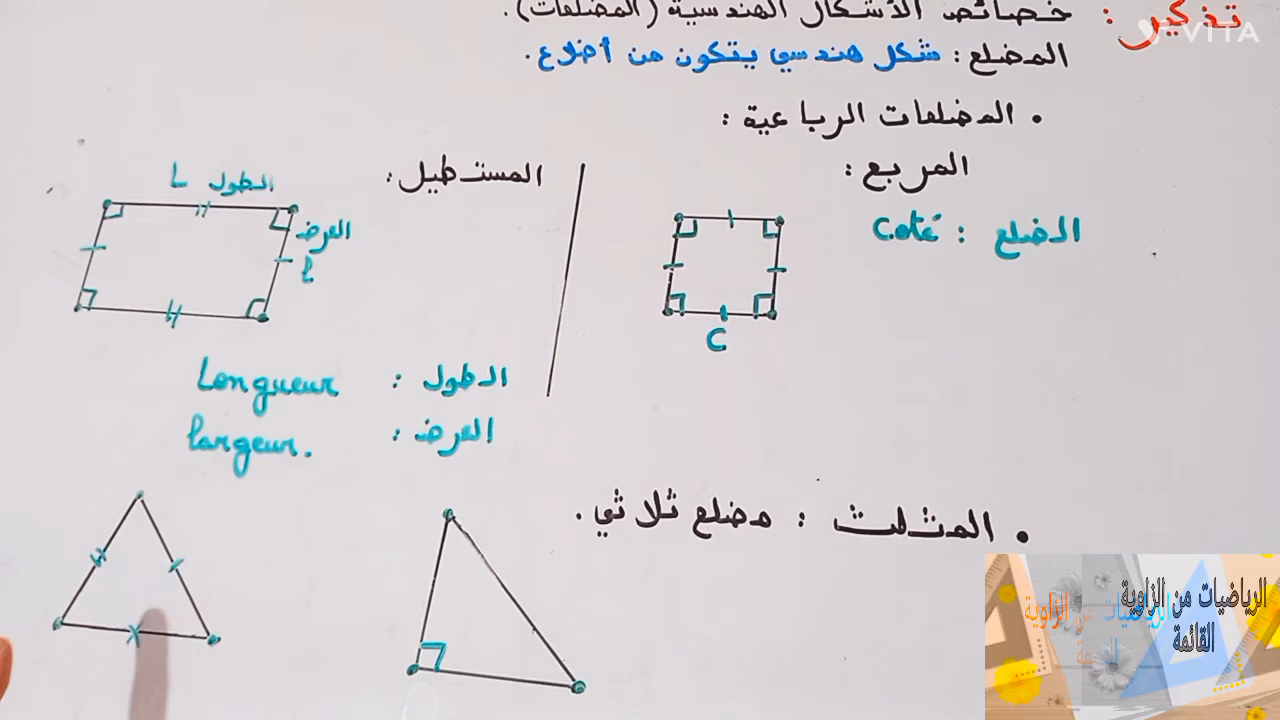 تذكير: خصائص الأشكال الهندسية (المضلعات).
VITA
المضلع: شكل هندسي يتكون من أضلاع.
• المضلعات الرباعية:
المربع:
الضلع: Coté
C
المستطيل:
الطول L
العرض
l
الطول: Longueur
العرض: largeur.
• المثلث: مضلع ثلاثي.
الرياضيات من الزاوية
القائمة